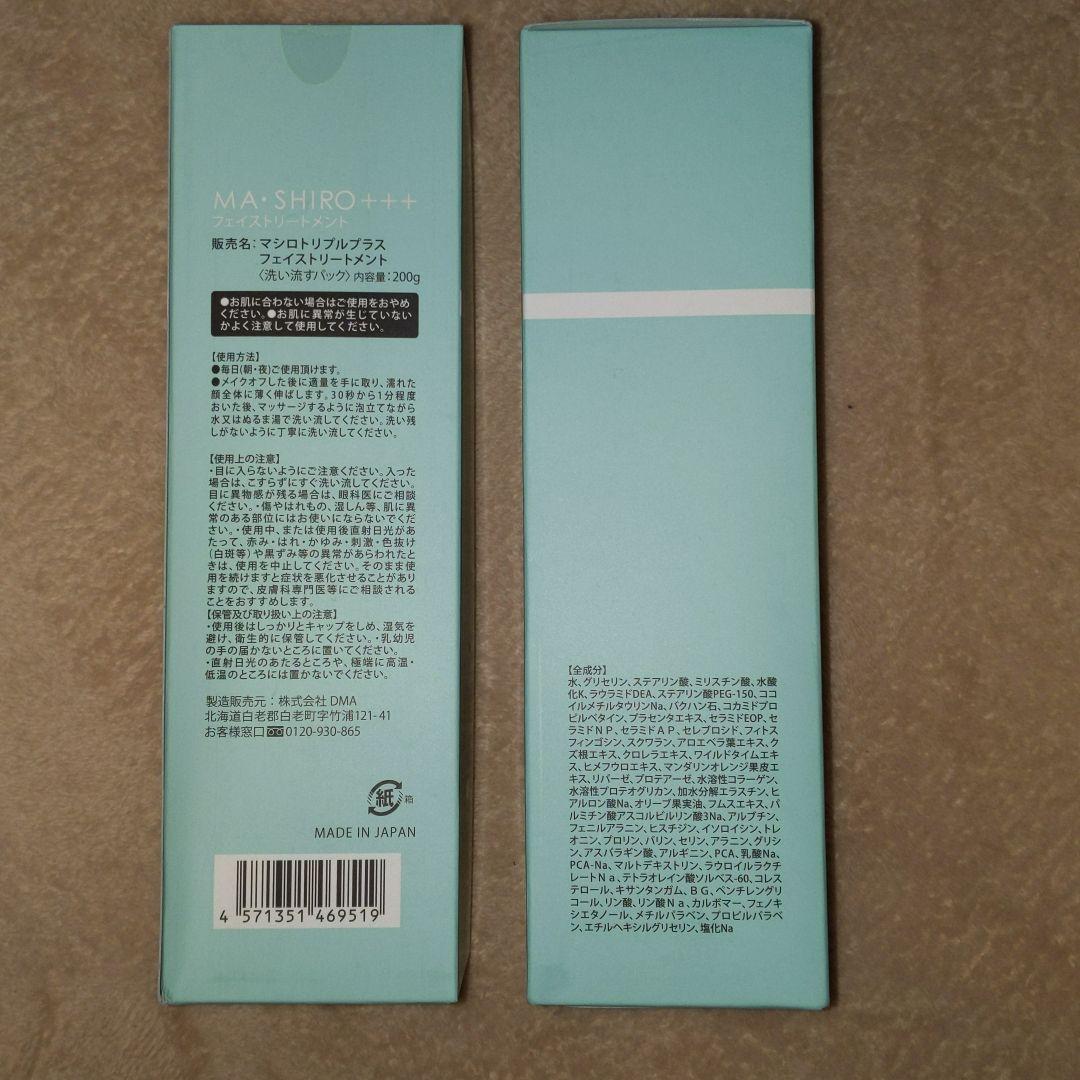 MA・SHIRO+++
フェイストリートメント
販売名：マシロトリプルプラス
フェイストリートメント
〈洗い流すパック〉内容量：200g
●お肌に合わない場合はご使用をおやめ
ください。●お肌に異常が生じていない
かよく注意して使用してください。
【使用方法】
●毎日(朝・夜)ご使用頂けます。
●メイクオフした後に適量を手に取り、濡れた
顔全体に薄く伸ばします。30秒から1分程度
おいた後、マッサージするように泡立てながら
水又はぬるま湯で洗い流してください。洗い残
しがないように丁寧に洗い流してください。
【使用上の注意】
・目に入らないようにご注意ください。入った
場合は、こすらずにすぐ洗い流してください。
目に異物感が残る場合は、眼科医にご相談
ください。・傷やはれもの、湿しん等、肌に異
常のある部位にはお使いにならないでくだ
さい。・使用中、または使用後直射日光があ
たって、赤み・はれ・かゆみ・刺激・色抜け
(白斑等)や黒ずみ等の異常があらわれたと
きは、使用を中止してください。そのまま使
用を続けますと症状を悪化させることがあり
ますので、皮膚科専門医等にご相談される
ことをおすすめします。
【保管及び取り扱い上の注意】
・使用後はしっかりとキャップをしめ、湿気を
避け、衛生的に保管してください。・乳幼児
の手の届かないところに置いてください。
・直射日光のあたるところや、極端に高温・
低温のところには置かないでください。
製造販売元：株式会社DMA
北海道白老郡白老町字竹浦121-41
お客様窓口 0120-930-865
紙
箱
MADE IN JAPAN
4 571351 469519
【全成分】
水、グリセリン、ステアリン酸、ミリスチン酸、水酸
化K、ラウラミドDEA、ステアリン酸PEG-150、ココ
イルメチルタウリンNa、バクハン石、コカミドプロ
ピルベタイン、プラセンタエキス、セラミドEOP、セ
ラミドNP、セラミドAP、セレブロシド、フィトス
フィンゴシン、スクワラン、アロエベラ葉エキス、ク
ズ根エキス、クロレラエキス、ワイルドタイムエキ
ス、ヒメフウロエキス、マンダリンオレンジ果皮エ
キス、リパーゼ、プロテアーゼ、水溶性コラーゲン、
水溶性プロテオグリカン、加水分解エラスチン、ヒ
アルロン酸Na、オリーブ果実油、フムスエキス、パ
ルミチン酸アスコルビルリン酸3Na、アルブチン、
フェニルアラニン、ヒスチジン、イソロイシン、トレ
オニン、プロリン、バリン、セリン、アラニン、グリシ
ン、アスパラギン酸、アルギニン、PCA、乳酸Na、
PCA-Na、マルトデキストリン、ラウロイルラクチ
レートNa、テトラオレイン酸ソルベス-60、コレス
テロール、キサンタンガム、BG、ペンチレングリ
コール、リン酸、リン酸Na、カルボマー、フェノキ
シエタノール、メチルパラベン、プロピルパラベ
ン、エチルヘキシルグリセリン、塩化Na